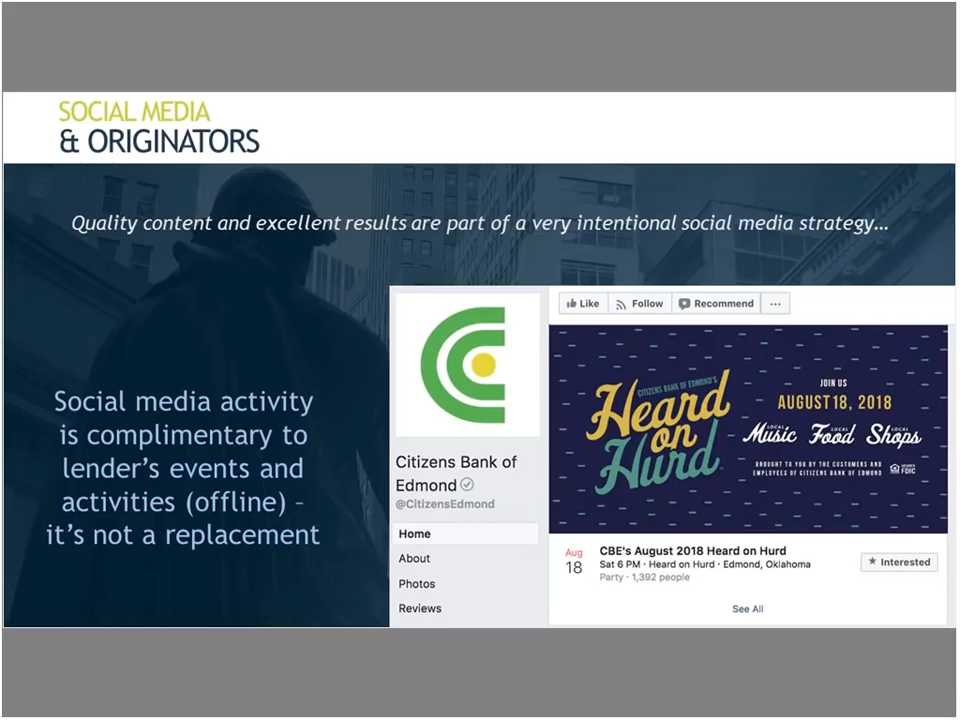 SOCIAL MEDIA
& ORIGINATORS
Quality content and excellent results are part of a very intentional social media strategy…
Social media activity
is complimentary to
lender's events and
activities (offline) –
it's not a replacement
Citizens Bank of
Edmond
@CitizensEdmond
Home
About
Photos
Reviews
Like Follow Recommend ...
CITIZENS BANK OF EDMOND'S
Heard
on
Hurd
JOIN US
AUGUST 18, 2018
LOCAL Music LOCAL Food LOCAL Shops
BROUGHT TO YOU BY THE CUSTOMERS AND
EMPLOYEES OF CITIZENS BANK OF EDMOND
MEMBER FDIC
Aug
18
CBE's August 2018 Heard on Hurd
Sat 6 PM · Heard on Hurd · Edmond, Oklahoma
Party · 1,392 people
Interested
See All